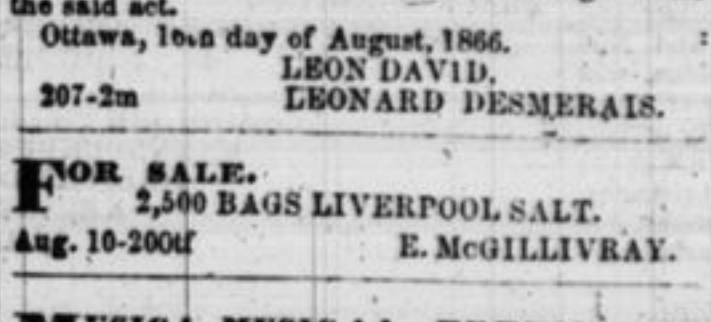 the said act.
Ottawa, day of August, 1866.
LEON DAVID,
207-2m LEONARD DESMERAIS.
FOR SALE.
2,500 BAGS LIVERPOOL SALT.
Aug. 10-200tf E. McGILLIVRAY.